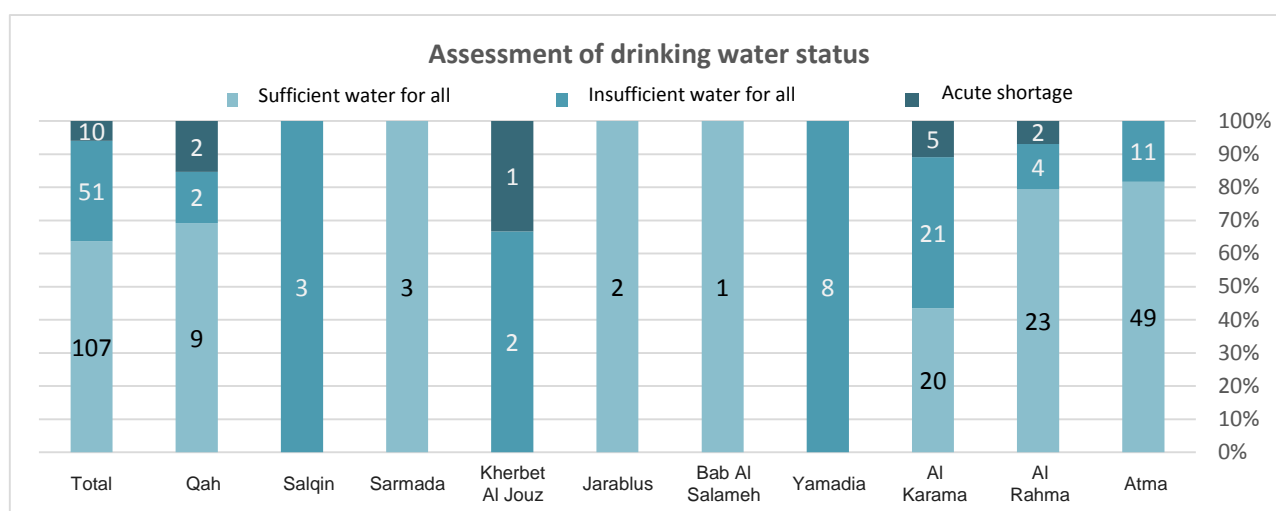 Assessment of drinking water status
Sufficient water for all
Insufficient water for all
Acute shortage
10 2 1 5 2 100%
90%
51 2 3 3 2 2 1 8 21 4 11 80%
70%
60%
50%
107 9 20 23 49 40%
30%
20%
10%
0%
Total Qah Salqin Sarmada Kherbet Al Jouz Jarablus Bab Al Salameh Yamadia Al Karama Al Rahma Atma